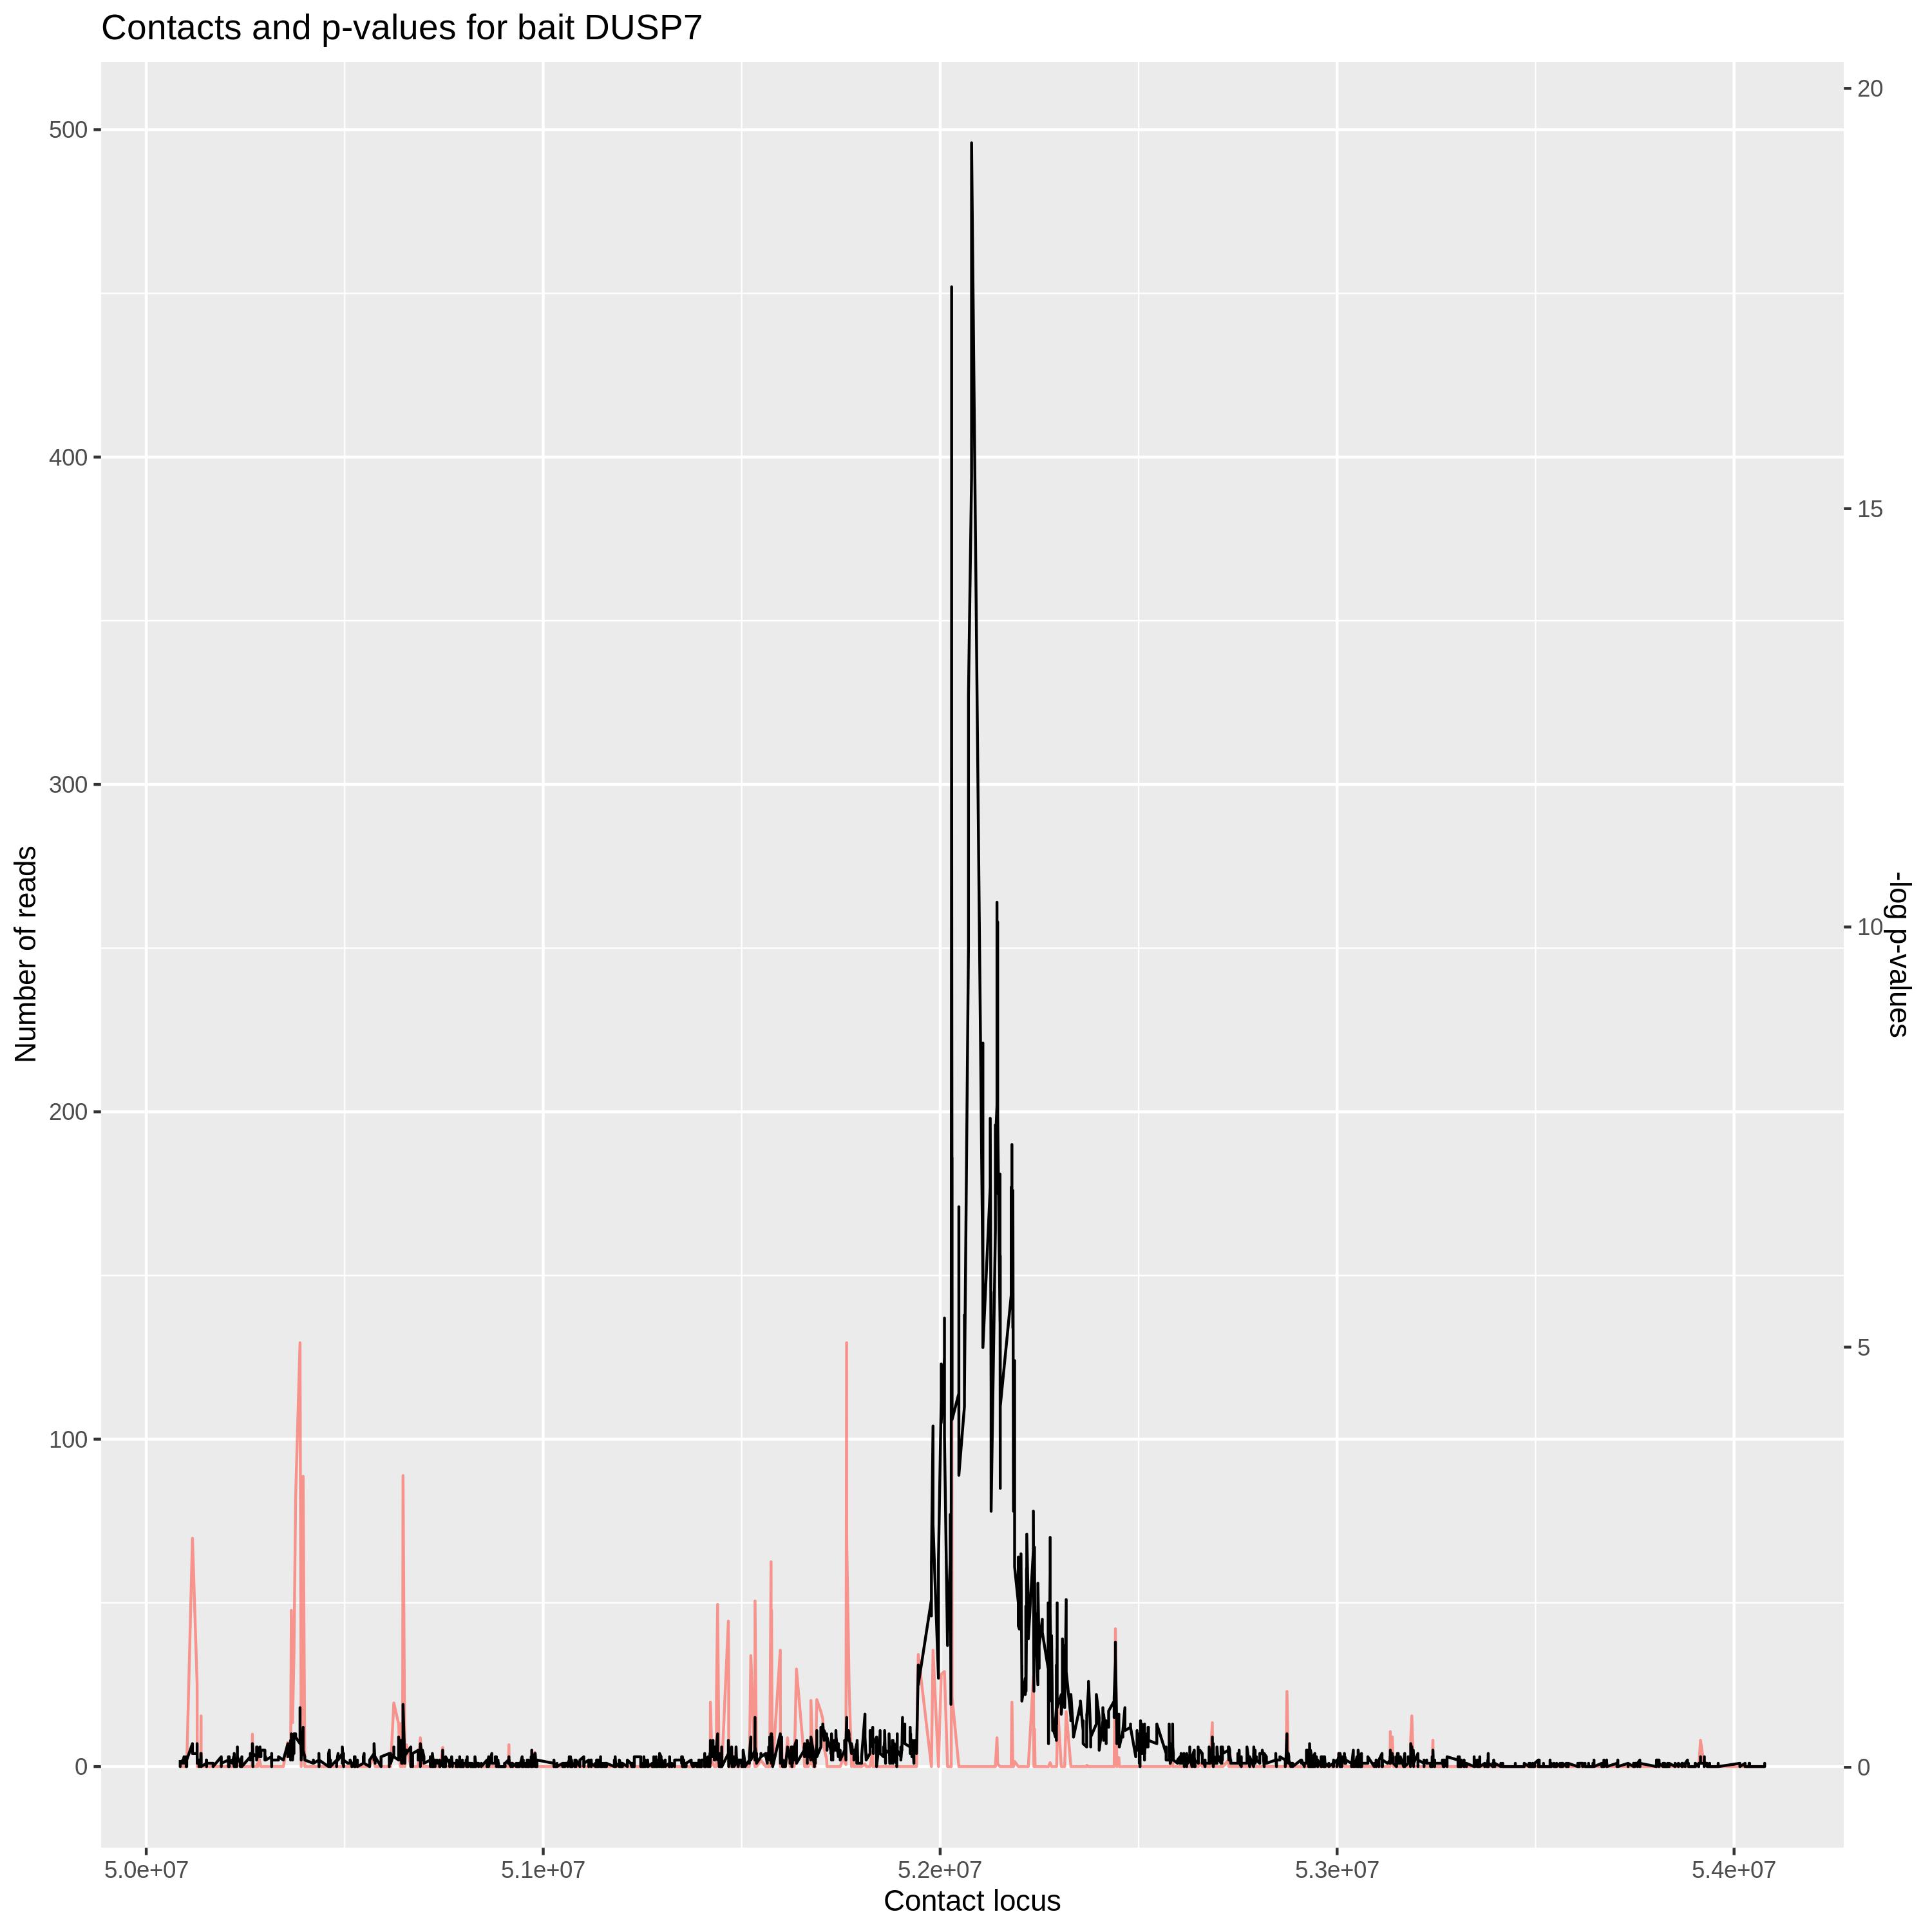 Contacts and p-values for bait DUSP7
500
400
300
200
100
0
Number of reads
20
15
10
5
0
-log p-values
5.0e+07
5.1e+07
5.2e+07
5.3e+07
5.4e+07
Contact locus